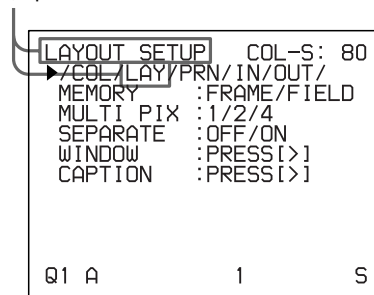 LAYOUT SETUP COL-S: 80
▶/COL/LAY/PRN/IN/OUT/
MEMORY :FRAME/FIELD
MULTI PIX :1/2/4
SEPARATE :OFF/ON
WINDOW :PRESS[>]
CAPTION :PRESS[>]
Q1 A 1 S